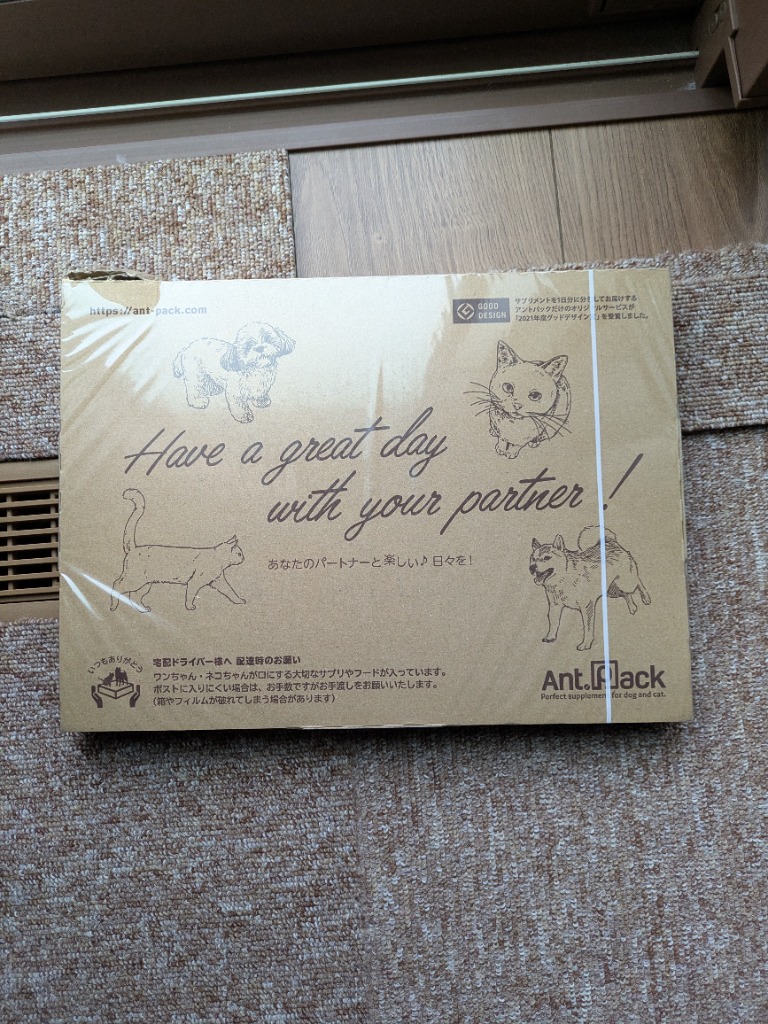 https://ant-pack.com
GOOD DESIGN
サプリメントを1日分に分包してお届けする
アントパックだけのオリジナルサービスが
「2021年度グッドデザイン賞」を受賞しました。
Have a great day
with your partner !
あなたのパートナーと楽しい♪日々を!
いつもありがとう
宅配ドライバー様へ 配達時のお願い
ワンちゃん・ネコちゃんが口にする大切なサプリやフードが入っています。
ポストに入りにくい場合は、お手数ですがお手渡しをお願いいたします。
(箱やフィルムが破れてしまう場合があります)
Ant.Pack
Perfect supplement for dog and cat.